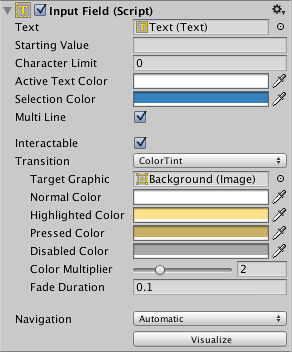 Input Field (Script)
Text Text (Text)
Starting Value
Character Limit 0
Active Text Color
Selection Color
Multi Line
Interactable
Transition ColorTint
Target Graphic Background (Image)
Normal Color
Highlighted Color
Pressed Color
Disabled Color
Color Multiplier 2
Fade Duration 0.1
Navigation Automatic
Visualize